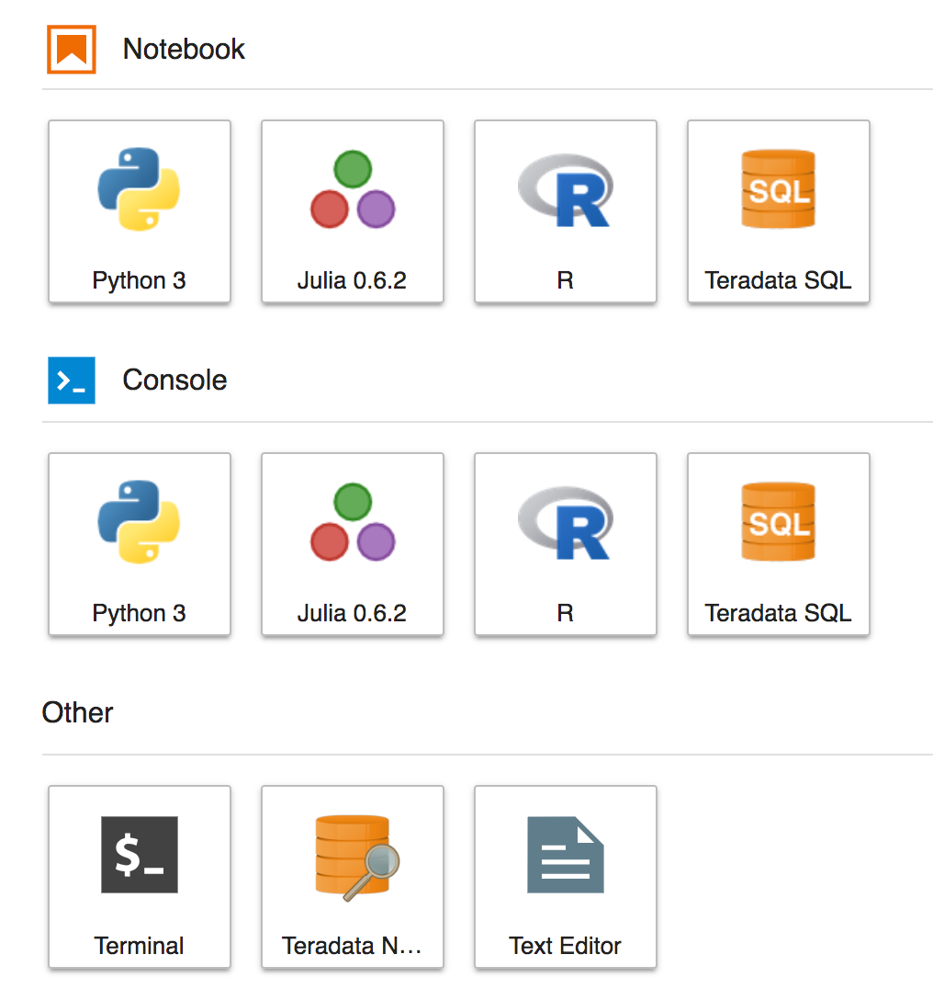 Notebook
SQL
Python 3 Julia 0.6.2 R Teradata SQL
>_ Console
SQL
Python 3 Julia 0.6.2 R Teradata SQL
Other
$_
Terminal Teradata N... Text Editor